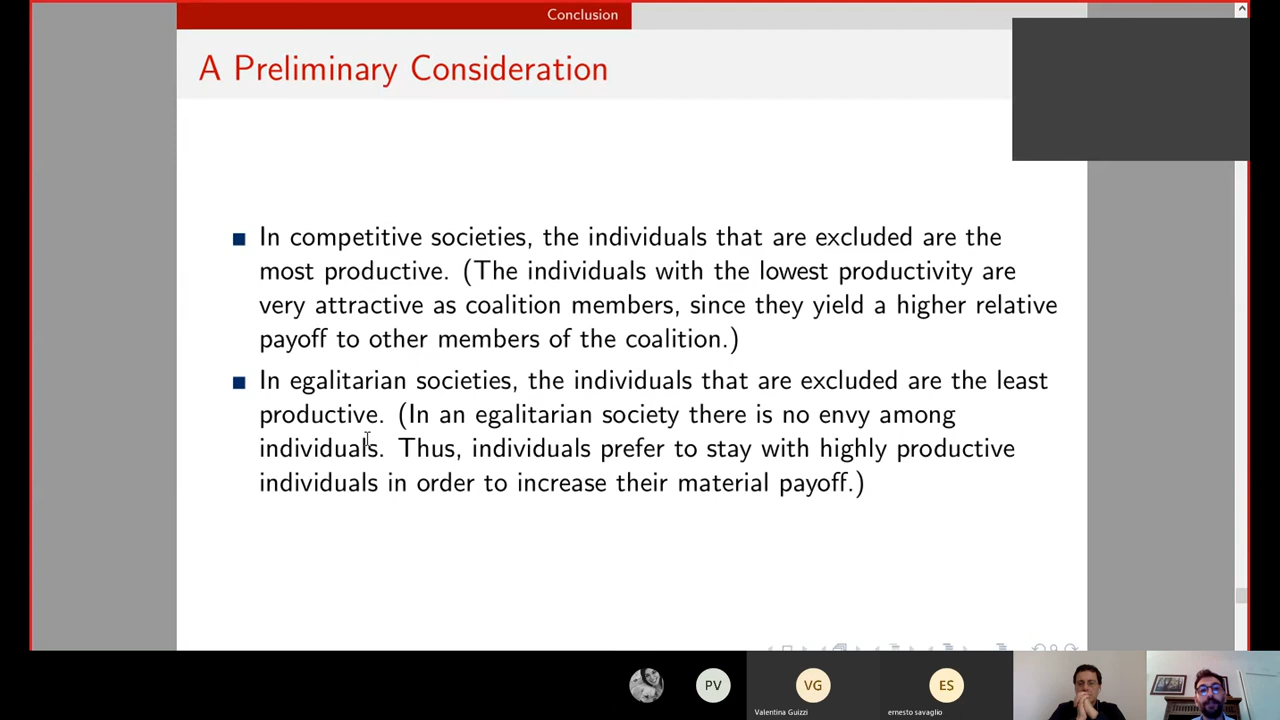 Conclusion
A Preliminary Consideration
In competitive societies, the individuals that are excluded are the
most productive. (The individuals with the lowest productivity are
very attractive as coalition members, since they yield a higher relative
payoff to other members of the coalition.)
In egalitarian societies, the individuals that are excluded are the least
productive. (In an egalitarian society there is no envy among
individuals. Thus, individuals prefer to stay with highly productive
individuals in order to increase their material payoff.)
PV
VG
ES
Valentina Guizzi
ernesto savaglio